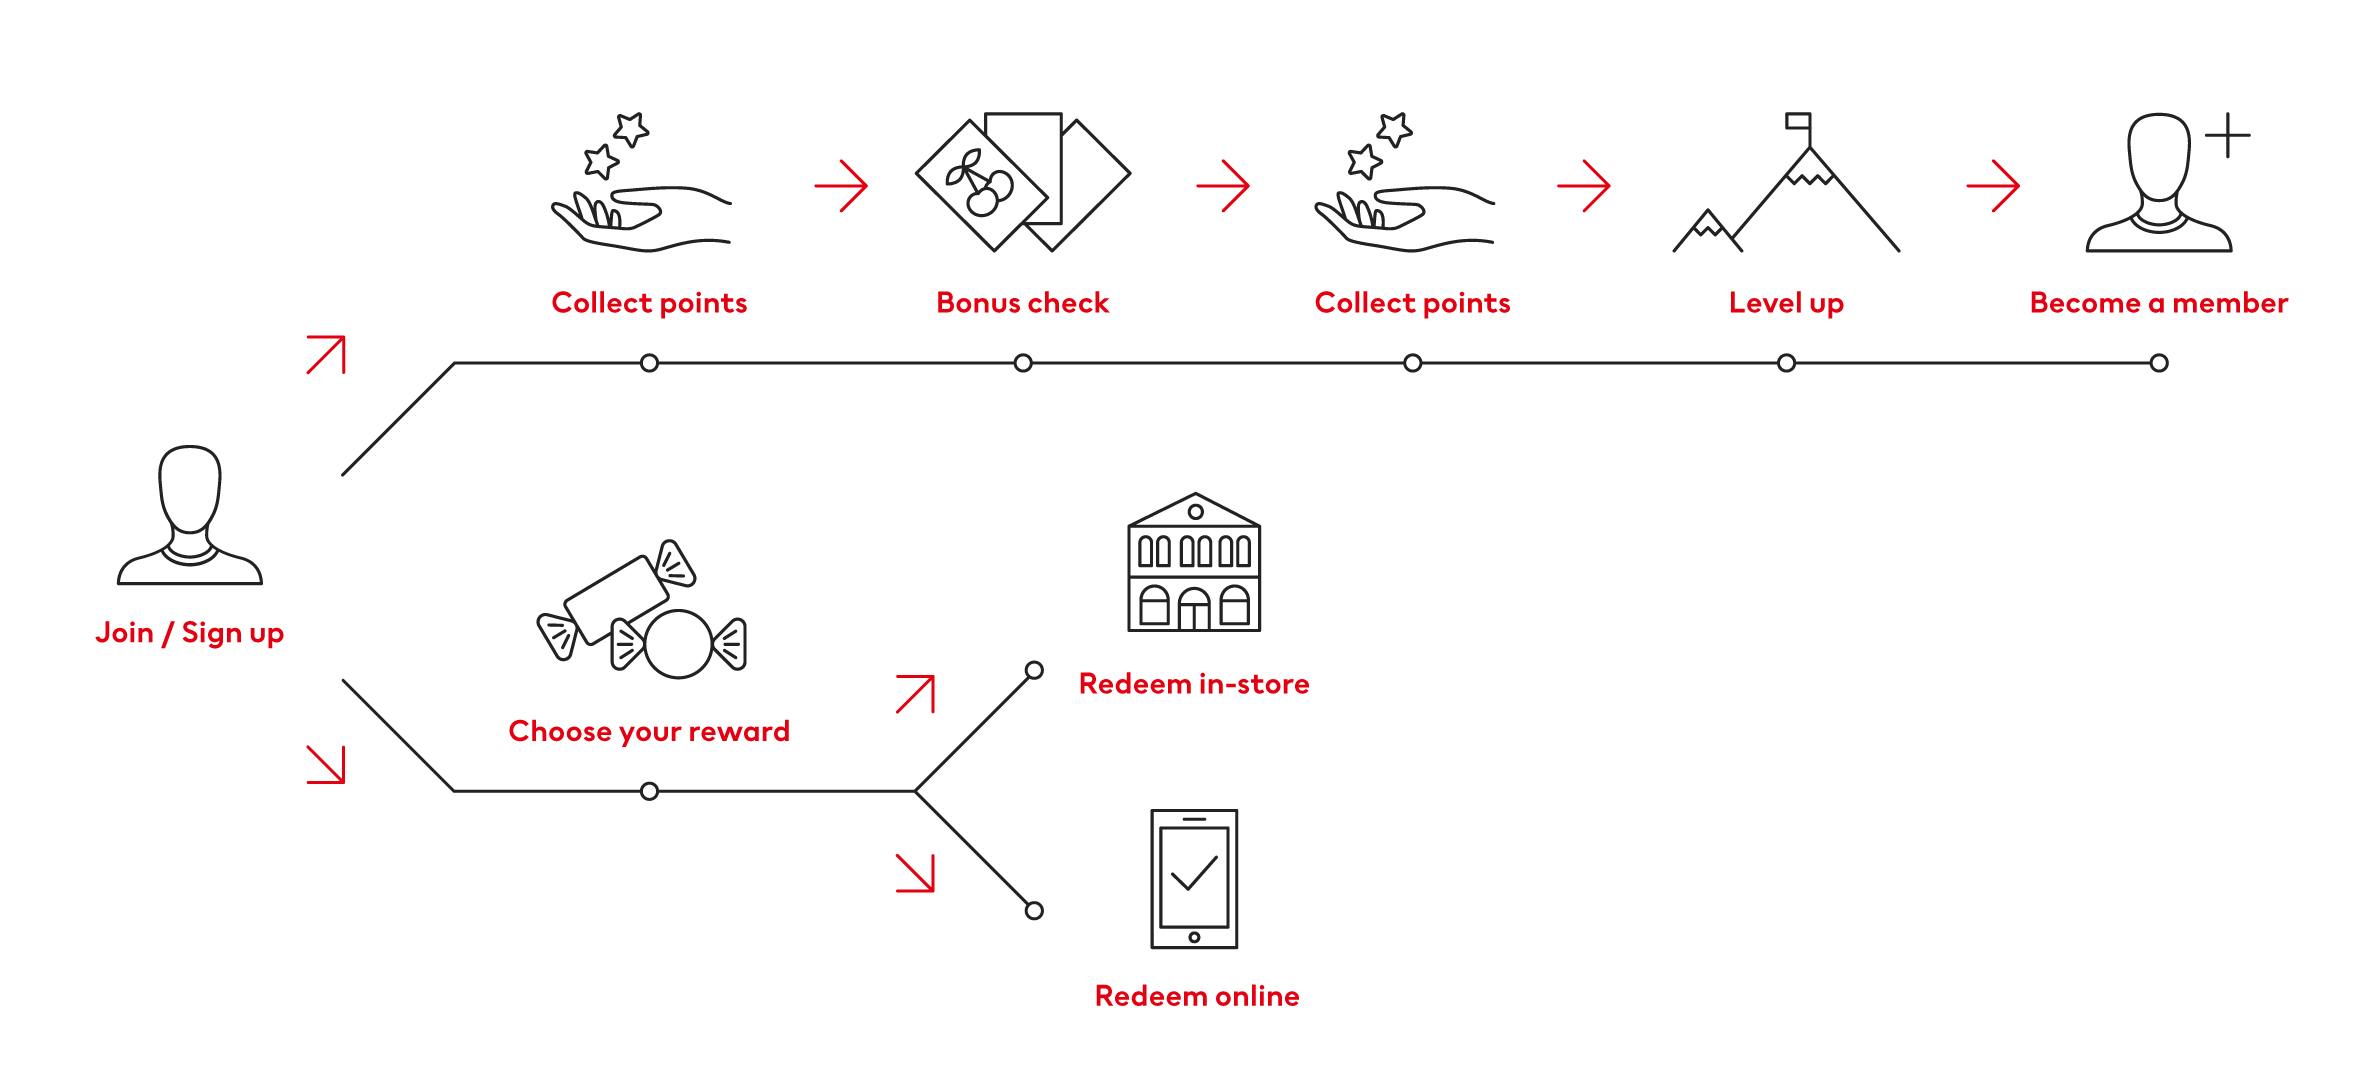 Collect points
Bonus check
Collect points
Level up
Become a member
Join / Sign up
Choose your reward
Redeem in-store
Redeem online